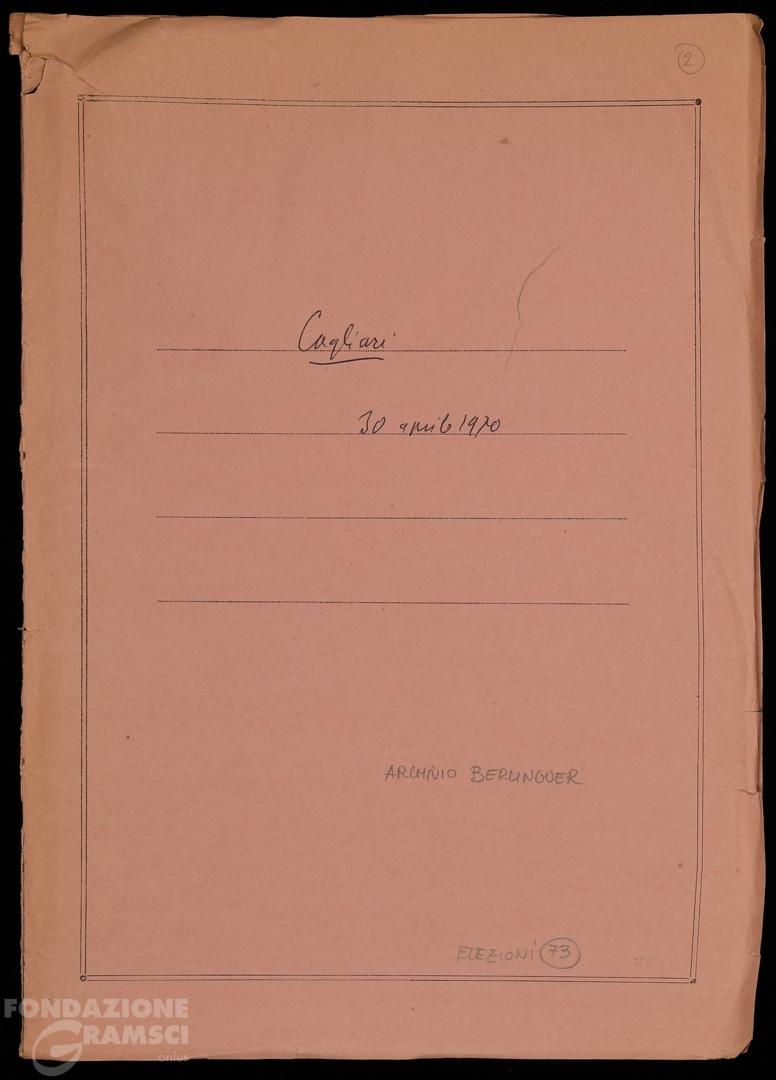 2
Cagliari
30 aprile 1970
ARCHIVIO BERLINGUER
ELEZIONI 73
FONDAZIONE
GRAMSCI
onlus